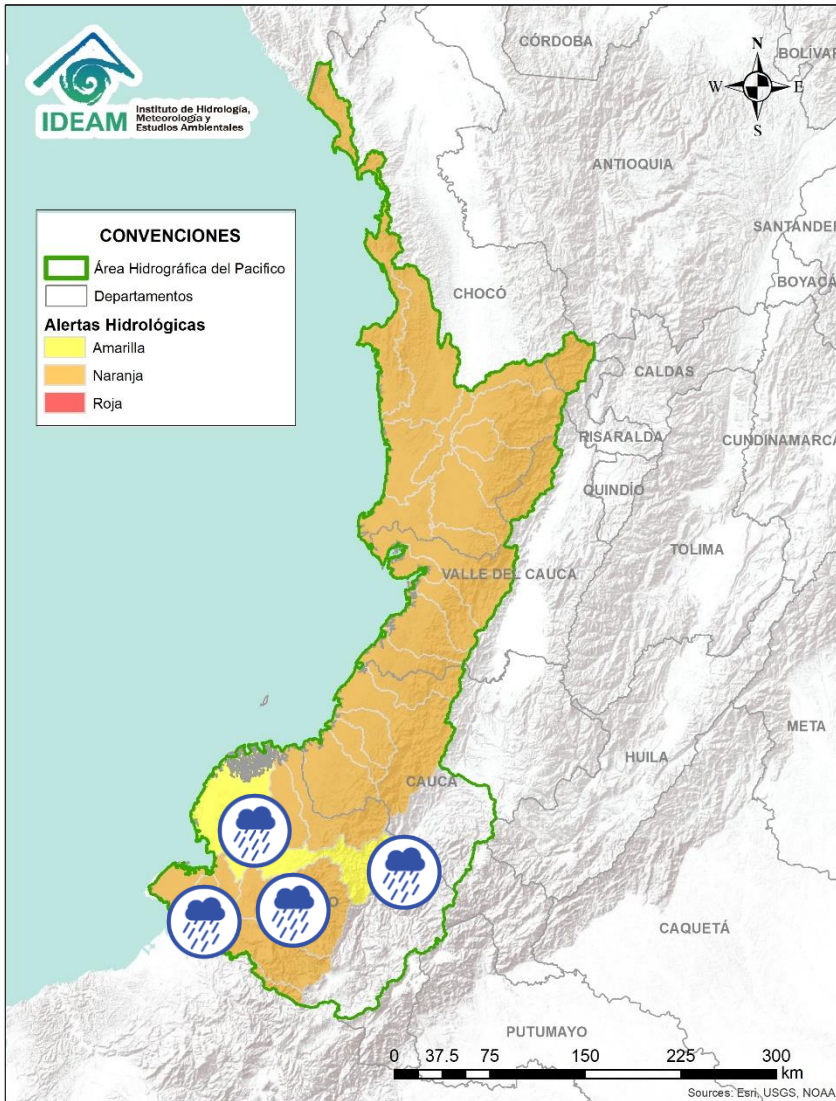 IDEAM
Instituto de Hidrología,
Meteorología y
Estudios Ambientales
CONVENCIONES
Área Hidrográfica del Pacifico
Departamentos
Alertas Hidrológicas
Amarilla
Naranja
Roja
N
W
E
S
CÓRDOBA
BOLÍVAR
ANTIOQUIA
SANTANDER
BOYACÁ
CHOCÓ
CALDAS
RISARALDA
CUNDINAMARCA
QUINDÍO
TOLIMA
VALLE DEL CAUCA
META
HUILA
CAUCA
O
CAQUETÁ
PUTUMAYO
0 37.5 75 150 225 300
km
Sources: Esri, USGS, NOAA